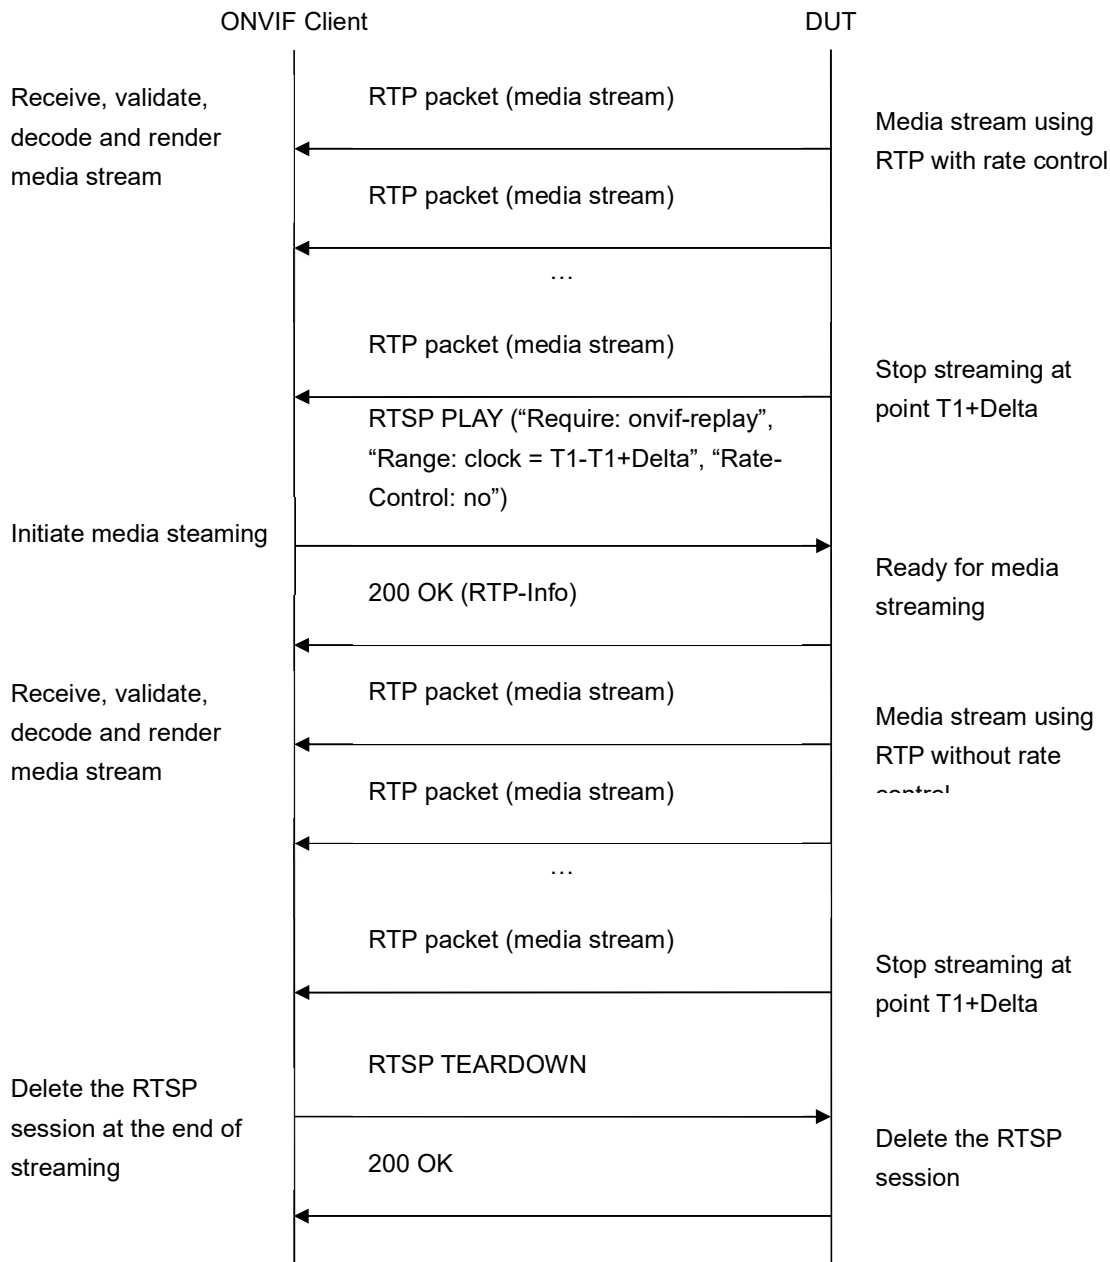 ONVIF Client
DUT
RTP packet (media stream)
Receive, validate,
decode and render
media stream
Media stream using
RTP with rate control
RTP packet (media stream)
…
RTP packet (media stream)
Stop streaming at
point T1+Delta
RTSP PLAY (“Require: onvif-replay”,
“Range: clock = T1-T1+Delta”, “Rate-
Control: no”)
Initiate media steaming
Ready for media
streaming
200 OK (RTP-Info)
Receive, validate,
decode and render
media stream
RTP packet (media stream)
Media stream using
RTP without rate
control
RTP packet (media stream)
…
RTP packet (media stream)
Stop streaming at
point T1+Delta
RTSP TEARDOWN
Delete the RTSP
session at the end of
streaming
Delete the RTSP
session
200 OK